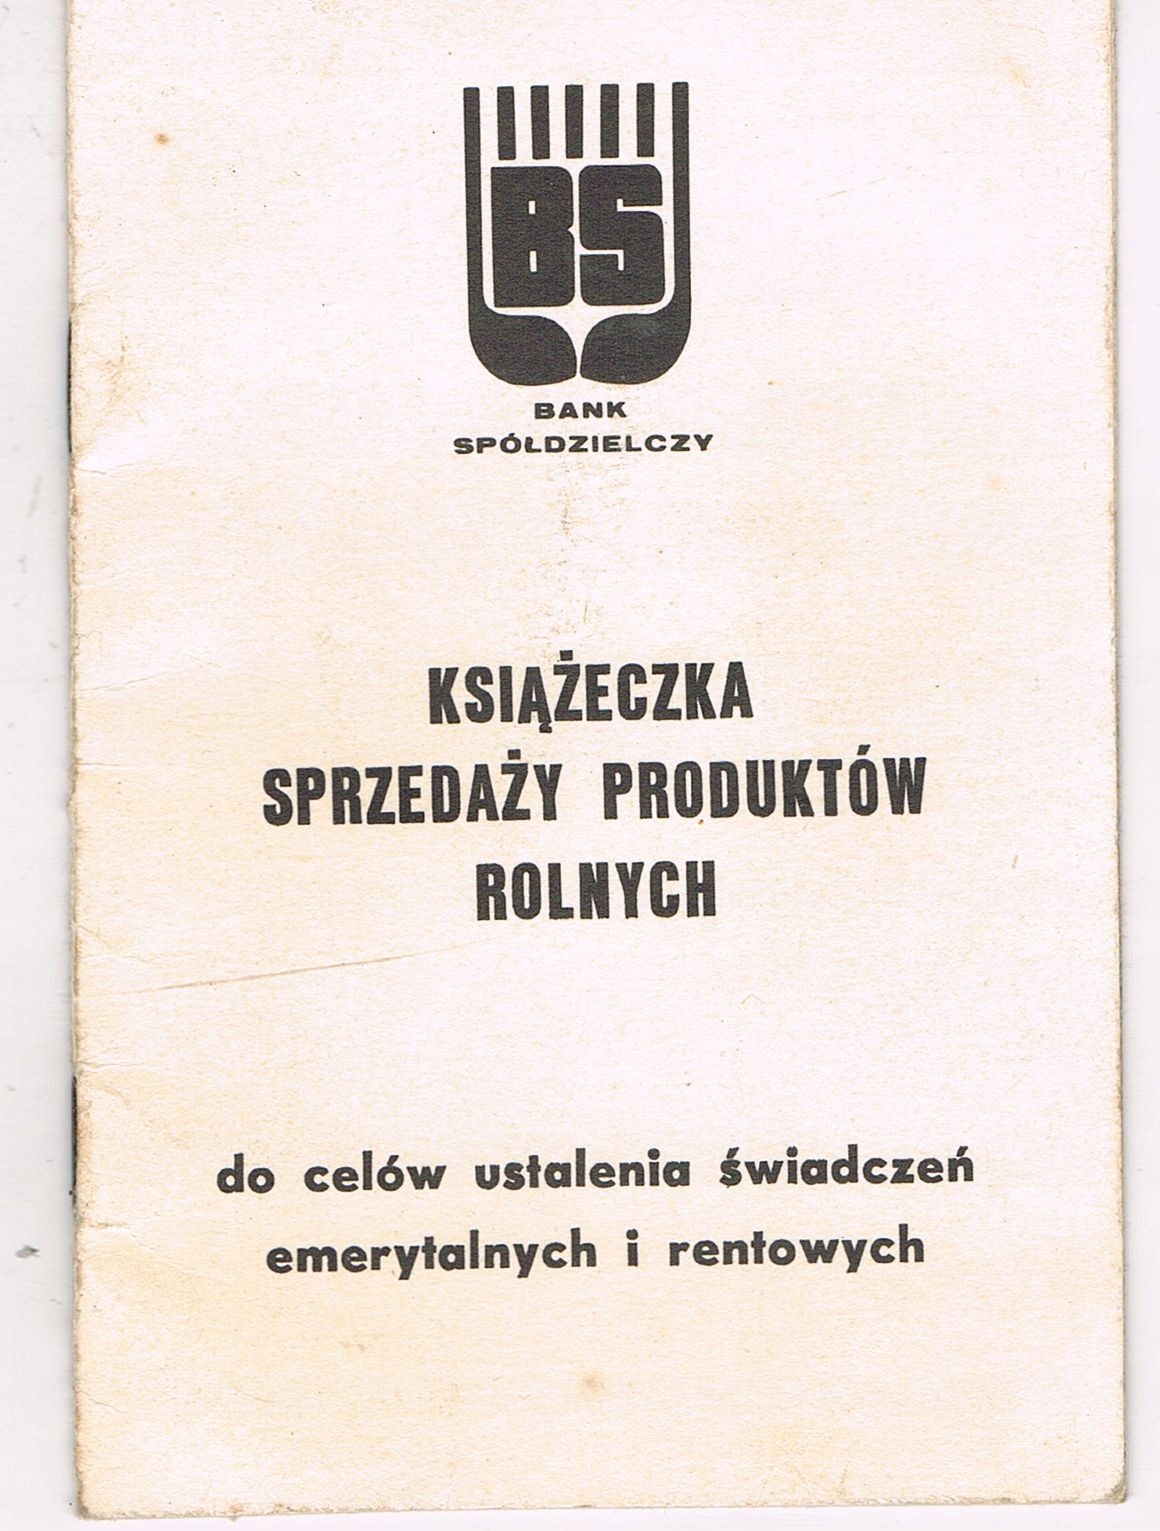 BS
BANK
SPÓŁDZIELCZY
KSIĄŻECZKA
SPRZEDAŻY PRODUKTÓW
ROLNYCH
do celów ustalenia świadczeń
emerytalnych i rentowych